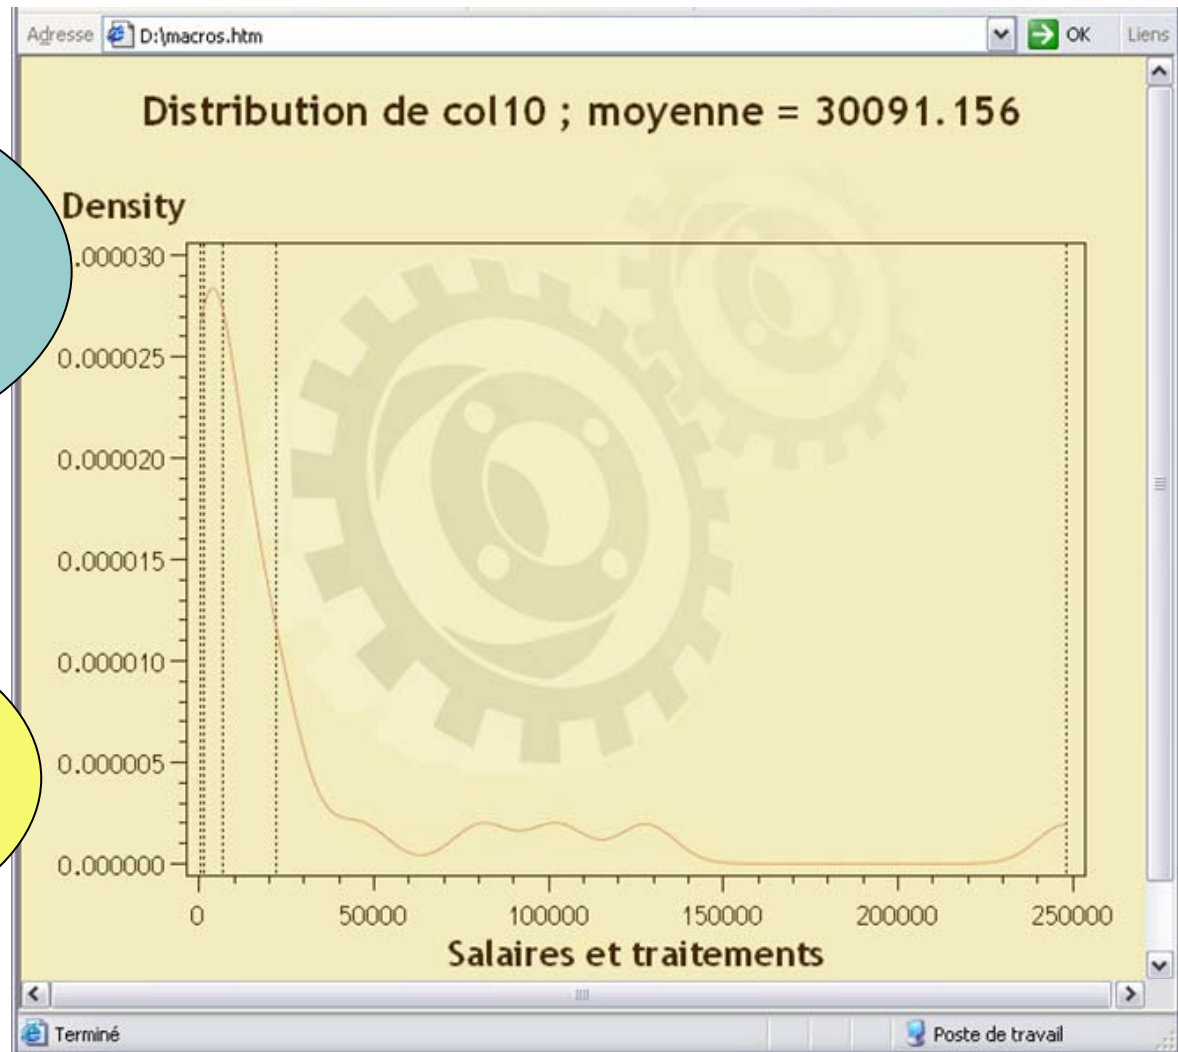 Adresse D:\macros.htm OK Liens
Distribution de col10 ; moyenne = 30091.156
Density
.000030
0.000025
0.000020
0.000015
0.000010
0.000005
0.000000
0 50000 100000 150000 200000 250000
Salaires et traitements
Terminé Poste de travail